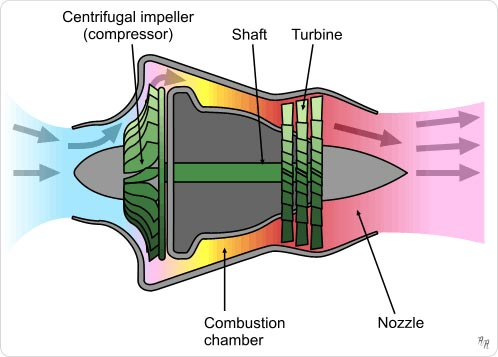 Centrifugal impeller
(compressor)
Shaft
Turbine
Combustion
chamber
Nozzle